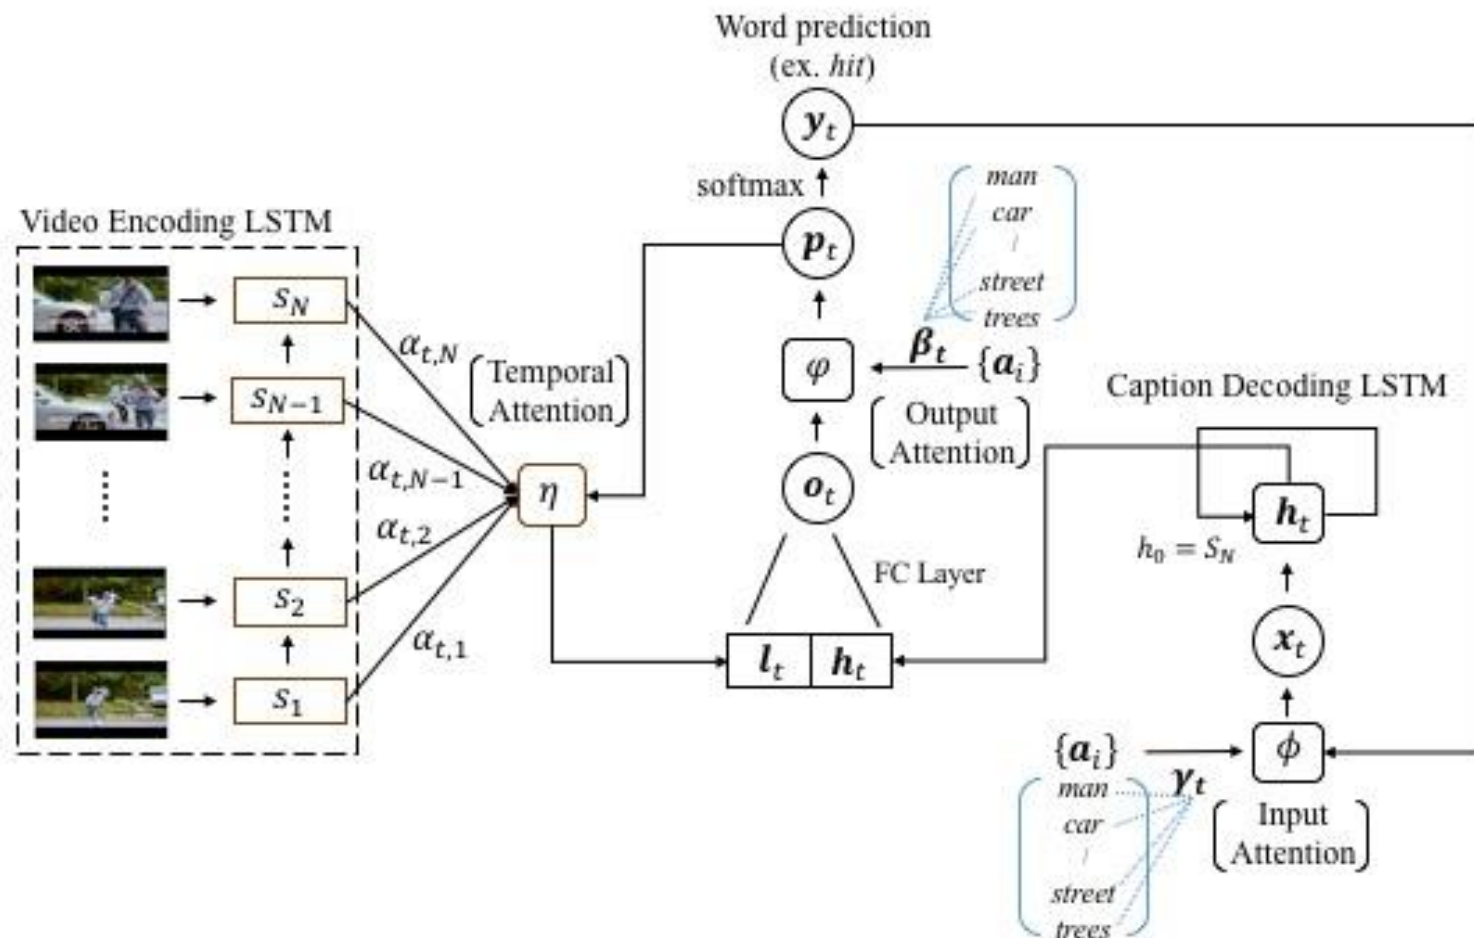 Word prediction
(ex. hit)
y_t
softmax
p_t
man
car
street
trees
φ
β_t
{a_i}
(Output
Attention)
o_t
FC Layer
l_t
h_t
Video Encoding LSTM
s_N
s_{N−1}
s_2
s_1
α_{t,N}
α_{t,N−1}
α_{t,2}
α_{t,1}
(Temporal
Attention)
η
Caption Decoding LSTM
h_t
h_0 = S_N
x_t
ϕ
{a_i}
γ_t
man
car
street
trees
(Input
Attention)